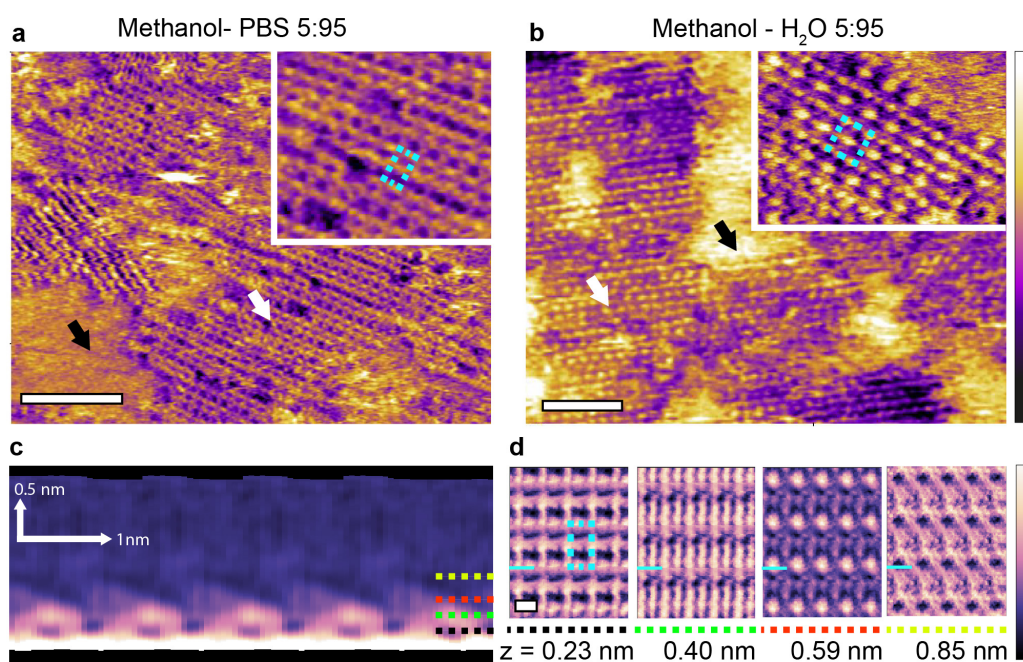 a
Methanol- PBS 5:95
b
Methanol - H₂O 5:95
c
0.5 nm
1nm
d
z = 0.23 nm
0.40 nm
0.59 nm
0.85 nm